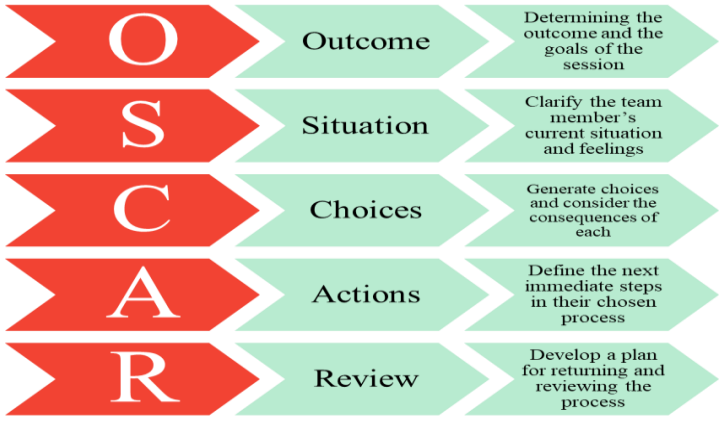 O
Outcome
Determining the
outcome and the
goals of the
session
S
Situation
Clarify the team
member's
current situation
and feelings
C
Choices
Generate choices
and consider the
consequences of
each
A
Actions
Define the next
immediate steps
in their chosen
process
R
Review
Develop a plan
for returning and
reviewing the
process